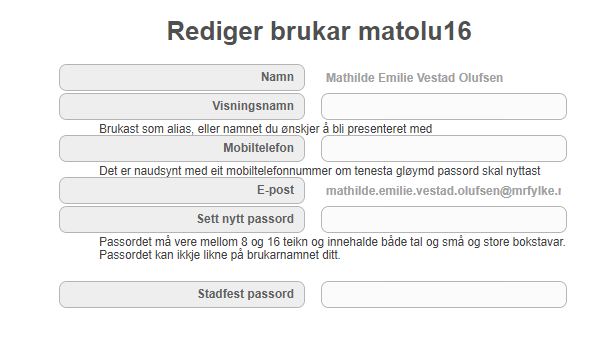 Rediger brukar matolu16
Namn Mathilde Emilie Vestad Olufsen
Visningsnamn
Brukast som alias, eller namnet du ønskjer å bli presenteret med
Mobiltelefon
Det er naudsynt med eit mobiltelefonnummer om tenesta gløymd passord skal nyttast
E-post mathilde.emilie.vestad.olufsen@mrfylke.
Sett nytt passord
Passordet må vere mellom 8 og 16 teikn og innehalde både tal og små og store bokstavar.
Passordet kan ikkje likne på brukarnamnet ditt.
Stadfest passord